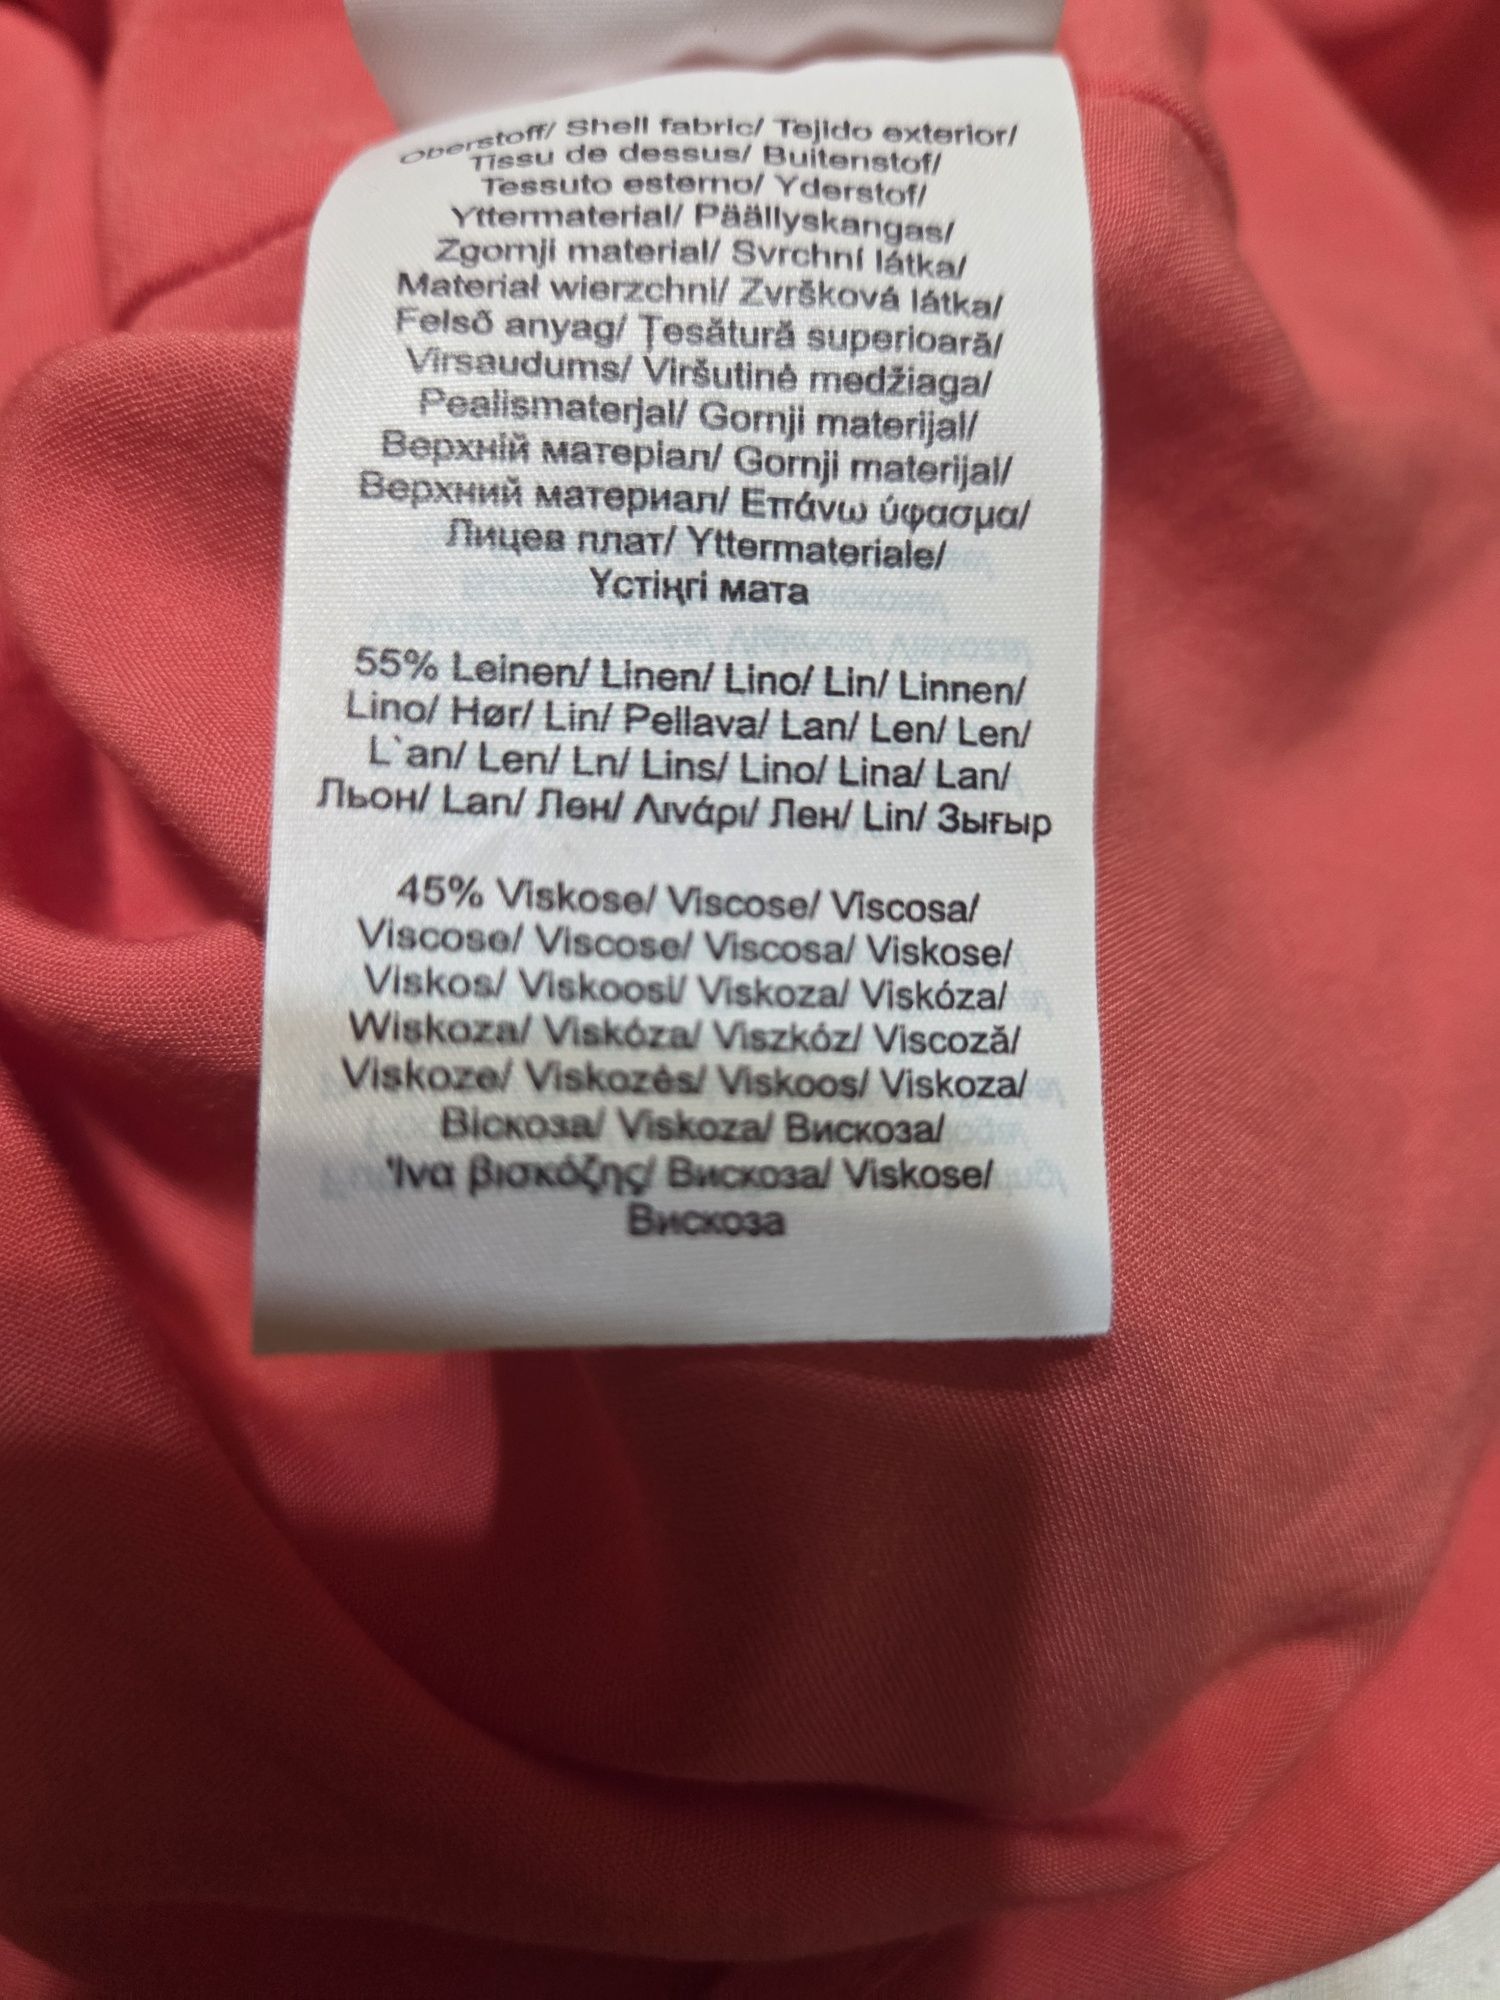 Oberstoff/ Shell fabric/ Tejido exterior/
Tissu de dessus/ Buitenstof/
Tessuto esterno/ Yderstof/
Yttermaterial/ Päällyskangas/
Zgornji material/ Svrchní látka/
Materiał wierzchni/ Zvršková látka/
Felsõ anyag/ Ţesătură superioară/
Virsaudums/ Viršutinė medžiaga/
Pealismaterjal/ Gornji materijal/
Верхній матеріал/ Gornji materijal/
Верхний материал/ Επάνω ύφασμα/
Лицев плат/ Yttermateriale/
Үстіңгі мата
55% Leinen/ Linen/ Lino/ Lin/ Linnen/
Lino/ Hør/ Lin/ Pellava/ Lan/ Len/ Len/
L`an/ Len/ Ln/ Lins/ Lino/ Lina/ Lan/
Льон/ Lan/ Лен/ Λινάρι/ Лен/ Lin/ Зығыр
45% Viskose/ Viscose/ Viscosa/
Viscose/ Viscose/ Viscosa/ Viskose/
Viskos/ Viskoosi/ Viskoza/ Viskóza/
Wiskoza/ Viskóza/ Viszkóz/ Viscoză/
Viskoze/ Viskozės/ Viskoos/ Viskoza/
Віскоза/ Viskoza/ Вискоза/
'Ινα βισκόζης/ Вискоза/ Viskose/
Вискоза